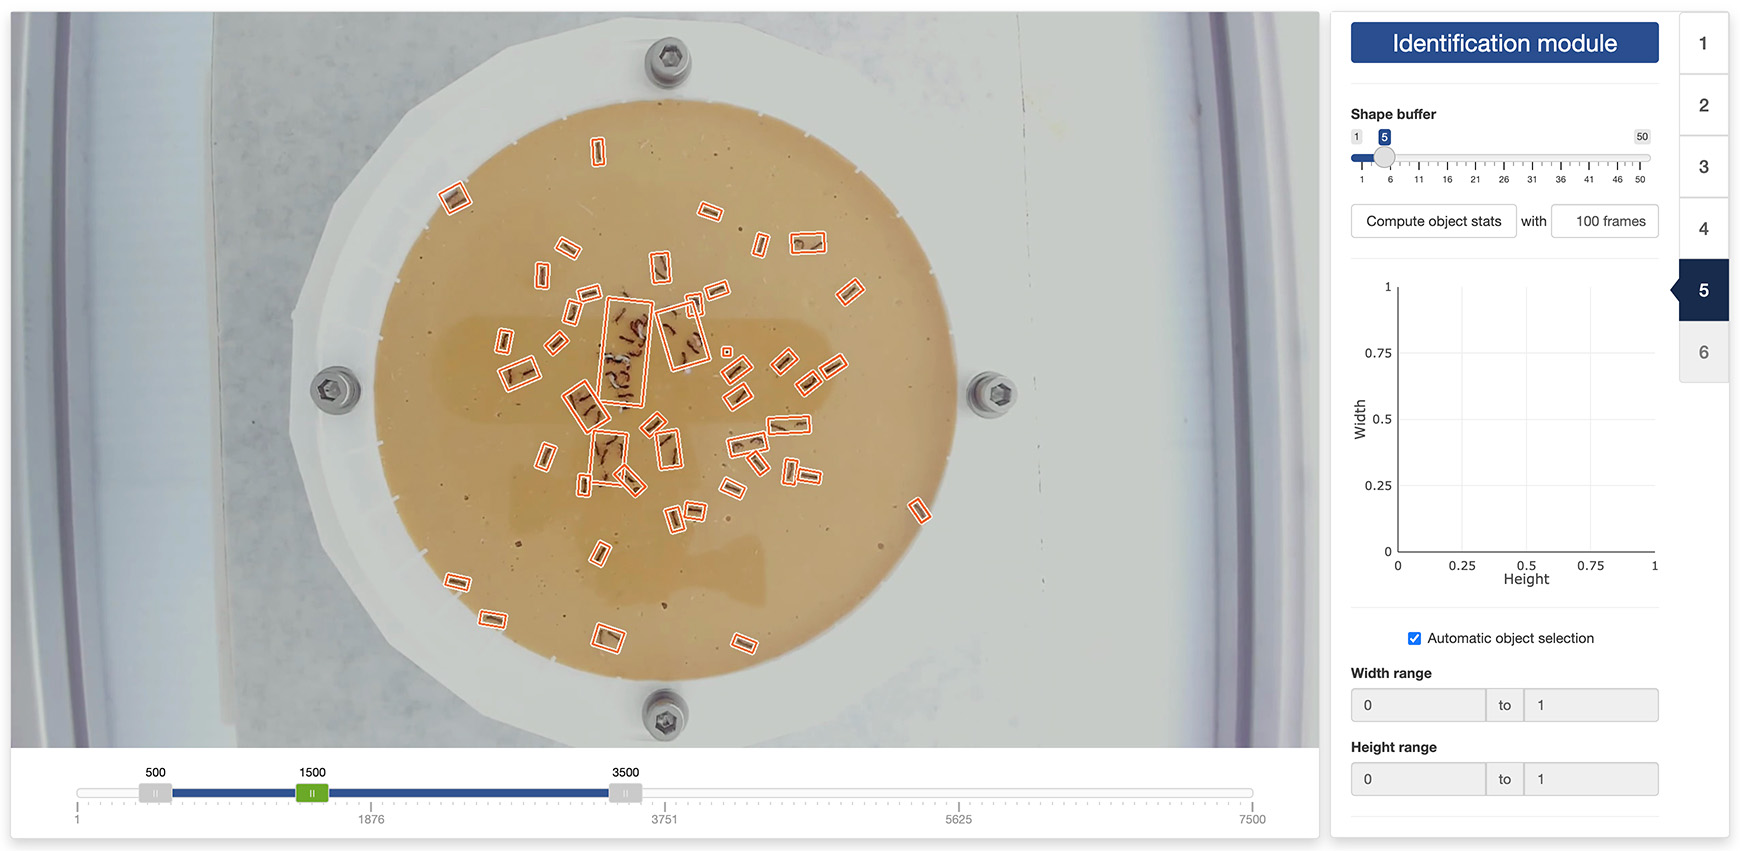 Identification module
1
2
3
4
5
6
Shape buffer
1 5 50
1 6 11 16 21 26 31 36 41 46 50
Compute object stats with 100 frames
1
0.75
0.5
0.25
0
Width
0 0.25 0.5 0.75 1
Height
Automatic object selection
Width range
0 to 1
Height range
0 to 1
500 1500 3500
1 1876 3751 5625 7500